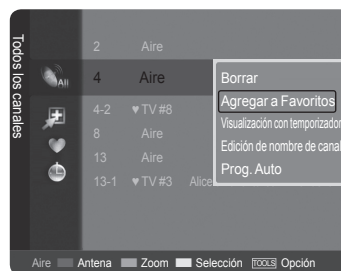 Todos los canales
All
2 Aire
4 Aire
4-2 ♥ TV #8
8 Aire
13 Aire
13-1 ♥ TV #3 Alice
Borrar
Agregar a Favoritos
Visualización con temporizador
Edición de nombre de canal
Prog. Auto
Aire Antena Zoom Selección TOOLS Opción